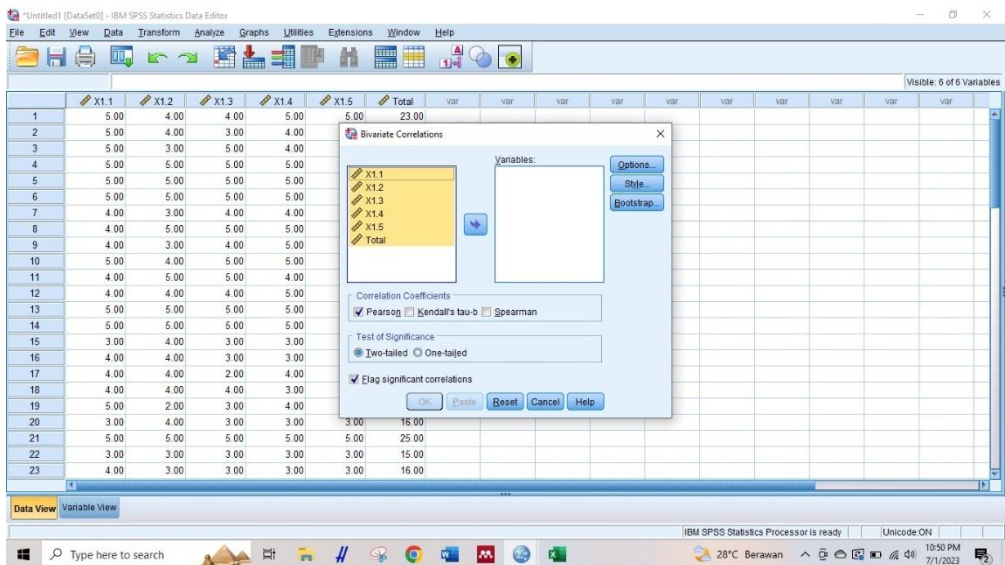 *Untitled1 [DataSet0] - IBM SPSS Statistics Data Editor
File Edit View Data Transform Analyze Graphs Utilities Extensions Window Help
Visible: 6 of 6 Variables
X1.1 X1.2 X1.3 X1.4 X1.5 Total var var var var var var var var var
1 5.00 4.00 4.00 5.00 5.00 23.00
2 5.00 4.00 3.00 4.00
3 5.00 3.00 5.00 4.00
4 5.00 5.00 5.00 5.00
5 5.00 5.00 5.00 5.00
6 5.00 5.00 5.00 5.00
7 4.00 3.00 4.00 4.00
8 4.00 5.00 5.00 5.00
9 4.00 3.00 4.00 5.00
10 5.00 4.00 5.00 5.00
11 4.00 5.00 5.00 4.00
12 4.00 4.00 4.00 5.00
13 5.00 5.00 5.00 5.00
14 5.00 5.00 5.00 5.00
15 3.00 4.00 3.00 3.00
16 4.00 4.00 3.00 3.00
17 4.00 4.00 2.00 4.00
18 4.00 4.00 4.00 3.00
19 5.00 2.00 3.00 4.00
20 3.00 4.00 3.00 3.00 3.00 16.00
21 5.00 5.00 5.00 5.00 5.00 25.00
22 3.00 3.00 3.00 3.00 3.00 15.00
23 4.00 3.00 3.00 3.00 3.00 16.00
Bivariate Correlations
Variables:
X1.1
X1.2
X1.3
X1.4
X1.5
Total
Options...
Style...
Bootstrap...
Correlation Coefficients
Pearson Kendall's tau-b Spearman
Test of Significance
Two-tailed One-tailed
Flag significant correlations
OK Paste Reset Cancel Help
Data View Variable View
IBM SPSS Statistics Processor is ready Unicode:ON
Type here to search
28°C Berawan
10:50 PM
7/1/2023